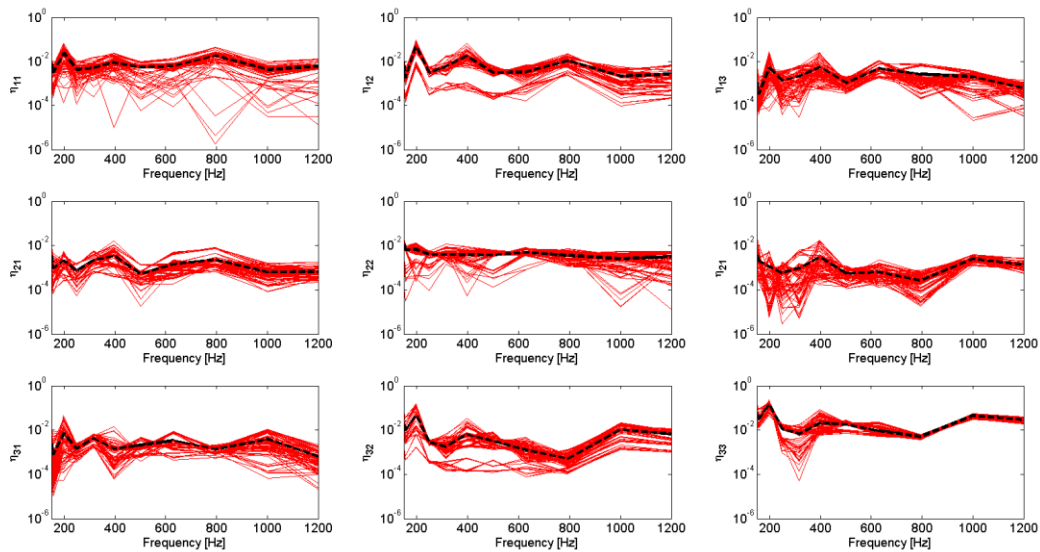 10^0 10^0 10^0
10^-2 10^-2 10^-2
η11 η12 η13
10^-4 10^-4 10^-4
10^-6 10^-6 10^-6
200 400 600 800 1000 1200 200 400 600 800 1000 1200 200 400 600 800 1000 1200
Frequency [Hz] Frequency [Hz] Frequency [Hz]
10^0 10^0 10^0
10^-2 10^-2 10^-2
η21 η22 η21
10^-4 10^-4 10^-4
10^-6 10^-6 10^-6
200 400 600 800 1000 1200 200 400 600 800 1000 1200 200 400 600 800 1000 1200
Frequency [Hz] Frequency [Hz] Frequency [Hz]
10^0 10^0 10^0
10^-2 10^-2 10^-2
η31 η32 η33
10^-4 10^-4 10^-4
10^-6 10^-6 10^-6
200 400 600 800 1000 1200 200 400 600 800 1000 1200 200 400 600 800 1000 1200
Frequency [Hz] Frequency [Hz] Frequency [Hz]